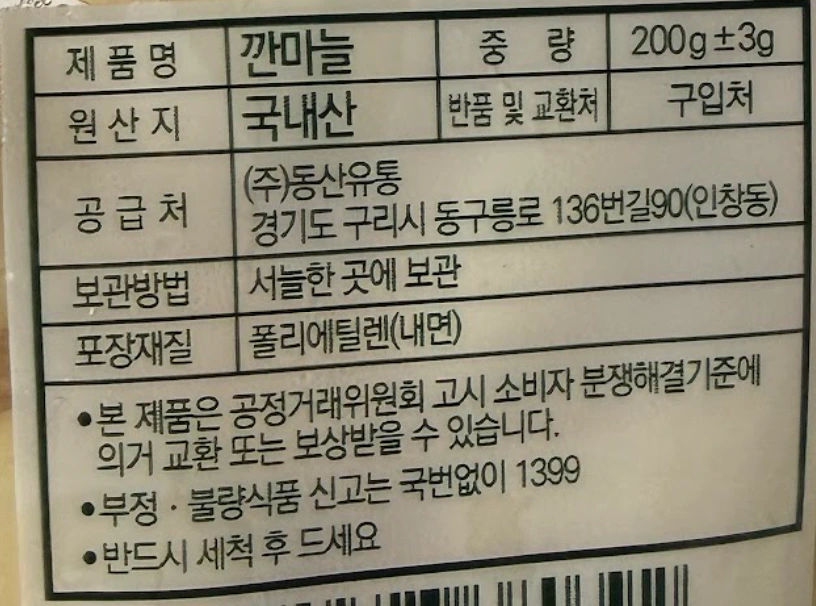 제품명 깐마늘 중량 200g±3g
원산지 국내산 반품 및 교환처 구입처
공급처 (주)동산유통
경기도 구리시 동구릉로 136번길90(인창동)
보관방법 서늘한 곳에 보관
포장재질 폴리에틸렌(내면)
•본 제품은 공정거래위원회 고시 소비자 분쟁해결기준에
의거 교환 또는 보상받을 수 있습니다.
•부정·불량식품 신고는 국번없이 1399
•반드시 세척 후 드세요